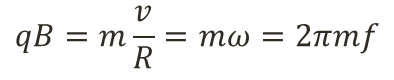 qB = m v/R = mω = 2πmf